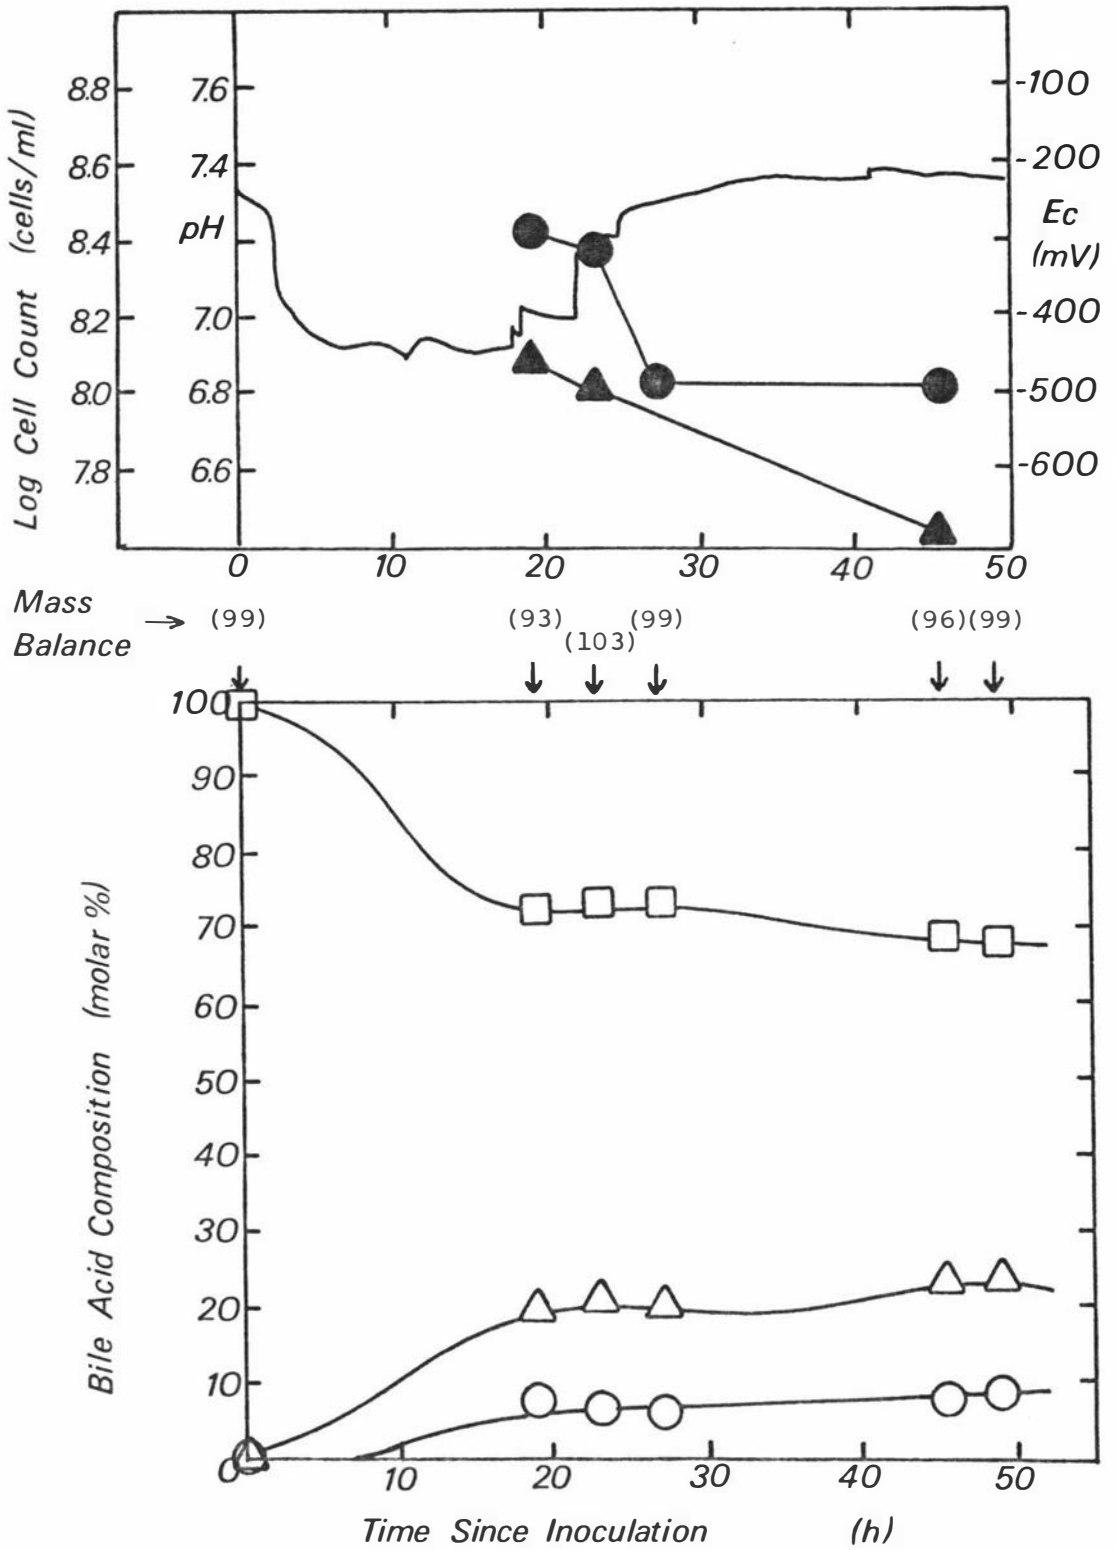 8.8 7.6 -100
8.6 7.4 -200
pH Ec
8.4 (mV)
8.2 7.0 -400
8.0 6.8 -500
7.8 6.6 -600
Log Cell Count (cells/ml)
0 10 20 30 40 50
Mass
Balance → (99) (93) (103) (99) (96) (99)
100
90
80
70
60
50
40
30
20
10
0
Bile Acid Composition (molar %)
10 20 30 40 50
Time Since Inoculation (h)